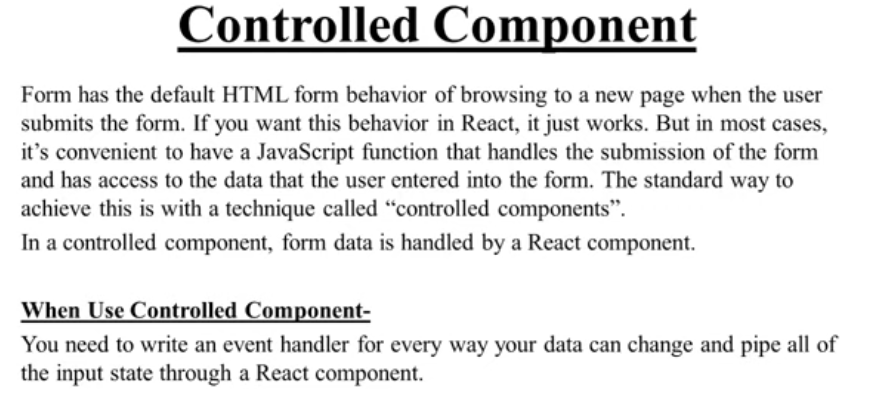 Controlled Component
Form has the default HTML form behavior of browsing to a new page when the user
submits the form. If you want this behavior in React, it just works. But in most cases,
it’s convenient to have a JavaScript function that handles the submission of the form
and has access to the data that the user entered into the form. The standard way to
achieve this is with a technique called “controlled components”.
In a controlled component, form data is handled by a React component.
When Use Controlled Component-
You need to write an event handler for every way your data can change and pipe all of
the input state through a React component.